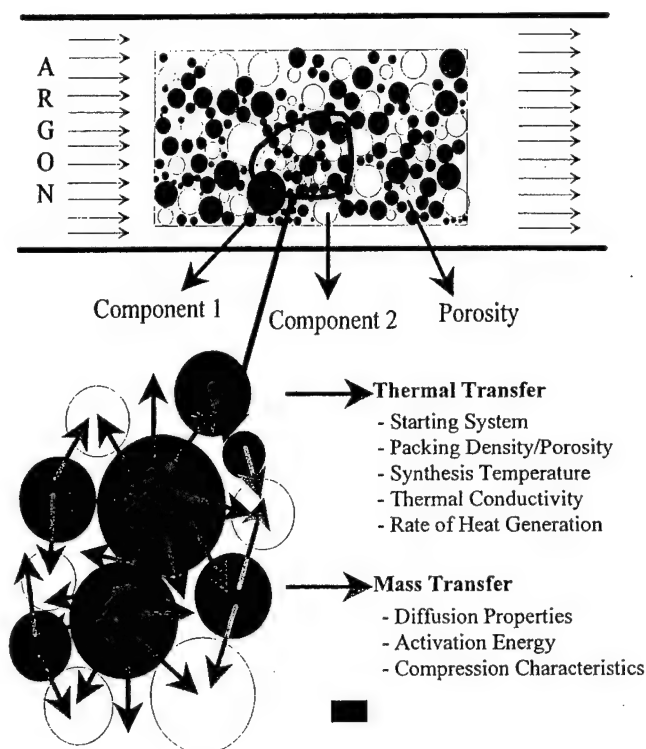 ARGON
Component 1
Component 2
Porosity
Thermal Transfer
- Starting System
- Packing Density/Porosity
- Synthesis Temperature
- Thermal Conductivity
- Rate of Heat Generation
Mass Transfer
- Diffusion Properties
- Activation Energy
- Compression Characteristics